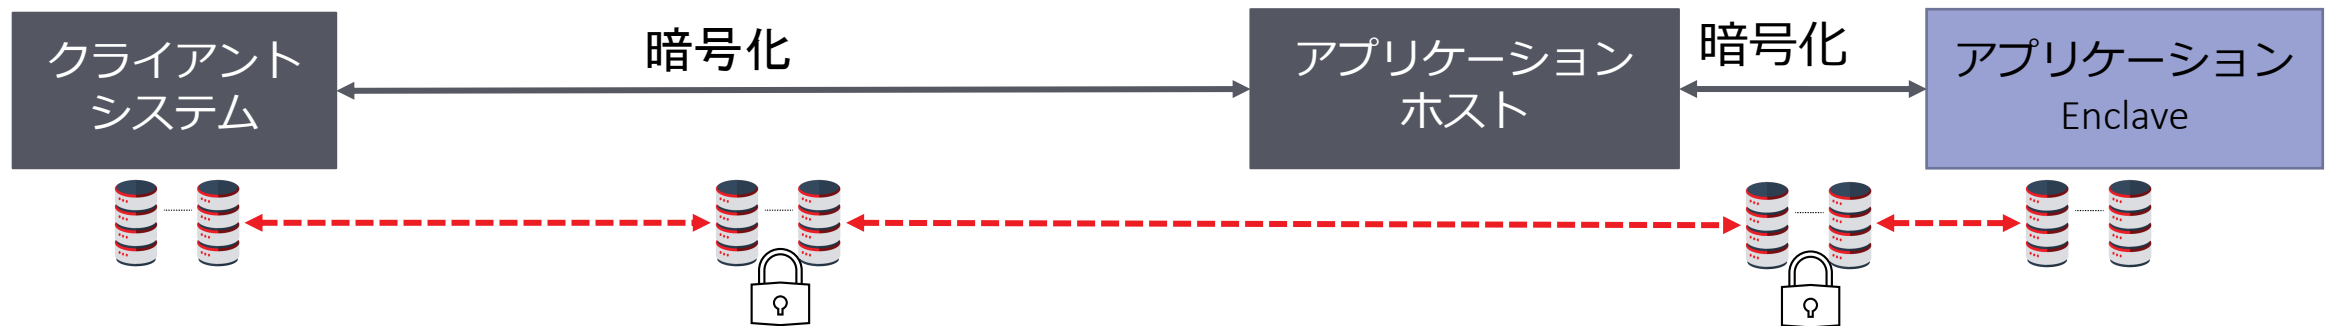 クライアント
システム
暗号化
アプリケーション
ホスト
暗号化
アプリケーション
Enclave